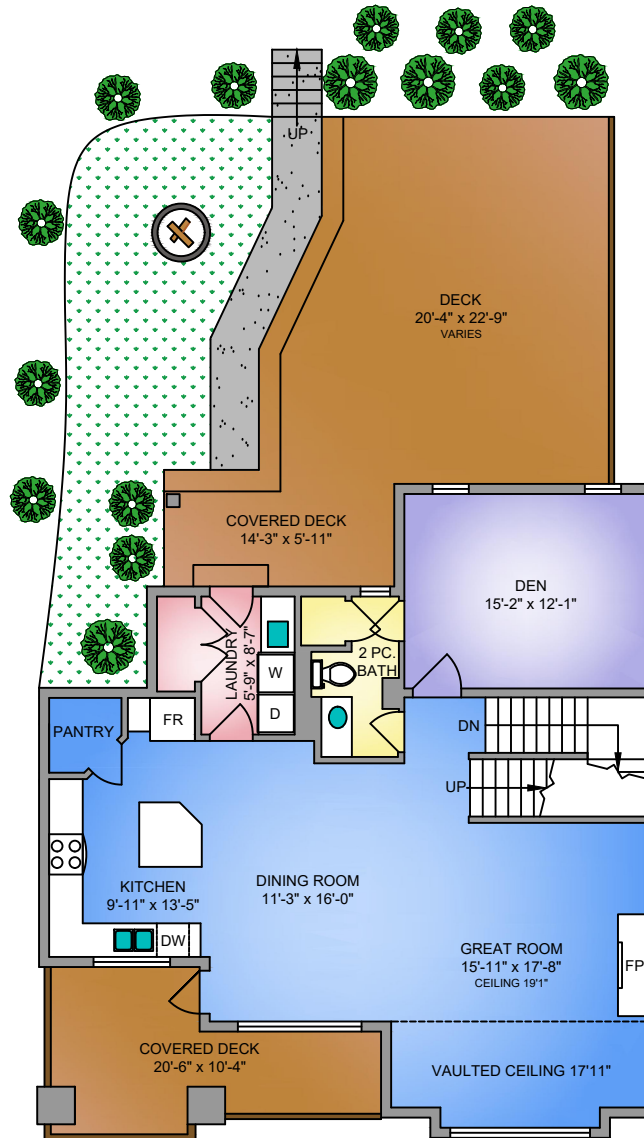 UP
DECK
20'-4" x 22'-9"
VARIES
COVERED DECK
14'-3" x 5'-11"
DEN
15'-2" x 12'-1"
LAUNDRY
5'-9" x 8'-7"
2 PC.
BATH
W
D
FR
PANTRY
DN
UP
KITCHEN
9'-11" x 13'-5"
DINING ROOM
11'-3" x 16'-0"
DW
GREAT ROOM
15'-11" x 17'-8"
CEILING 19'1"
FP
COVERED DECK
20'-6" x 10'-4"
VAULTED CEILING 17'11"